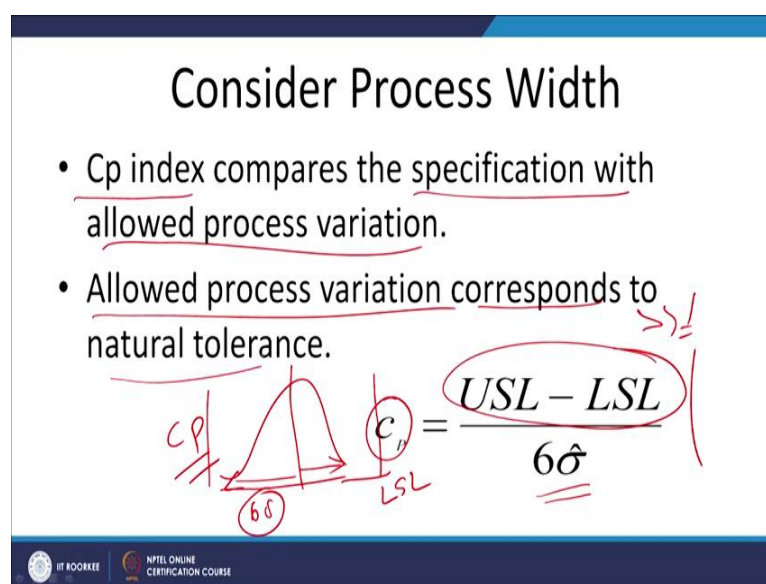 Consider Process Width
• Cp index compares the specification with
allowed process variation.
• Allowed process variation corresponds to
natural tolerance.
>>1
CP
c_p = USL – LSL
6σ̂
LSL
6σ
IIT ROORKEE
NPTEL ONLINE
CERTIFICATION COURSE